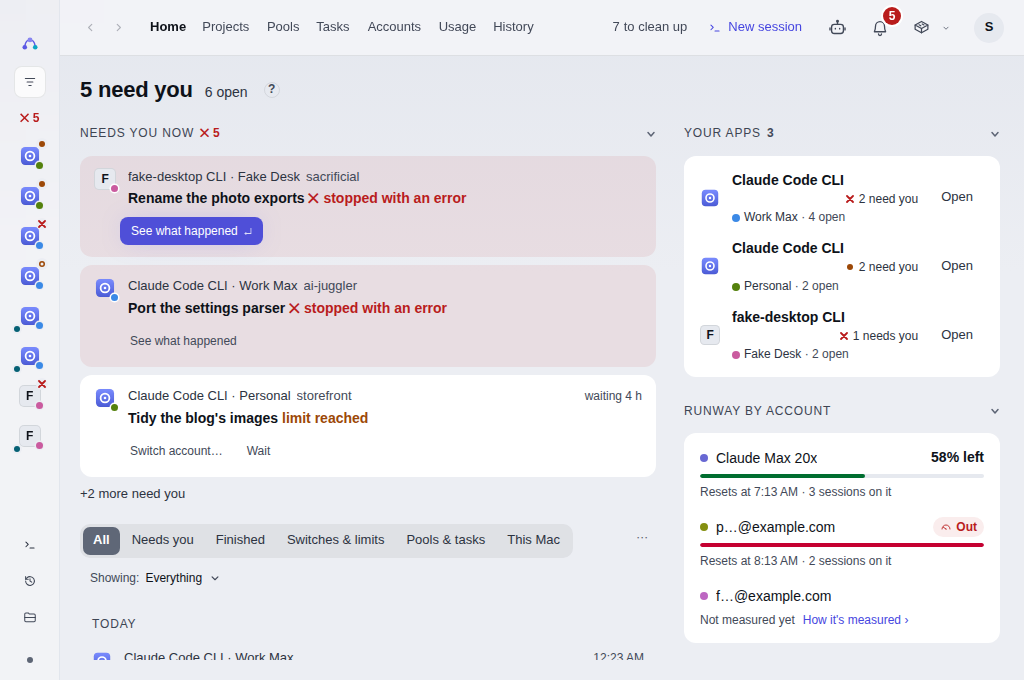 Home Projects Pools Tasks Accounts Usage History 7 to clean up New session 5 S
5 need you 6 open ?
5
NEEDS YOU NOW 5
F fake-desktop CLI · Fake Desk sacrificial
Rename the photo exports stopped with an error
See what happened
Claude Code CLI · Work Max ai-juggler
Port the settings parser stopped with an error
See what happened
Claude Code CLI · Personal storefront waiting 4 h
Tidy the blog's images limit reached
Switch account… Wait
+2 more need you
All Needs you Finished Switches & limits Pools & tasks This Mac ...
Showing: Everything
TODAY
Claude Code CLI · Work Max 12:23 AM
F
F
YOUR APPS 3
Claude Code CLI
2 need you Open
Work Max · 4 open
Claude Code CLI
2 need you Open
Personal · 2 open
fake-desktop CLI
F 1 needs you Open
Fake Desk · 2 open
RUNWAY BY ACCOUNT
Claude Max 20x 58% left
Resets at 7:13 AM · 3 sessions on it
p…@example.com Out
Resets at 8:13 AM · 2 sessions on it
f…@example.com
Not measured yet How it's measured ›